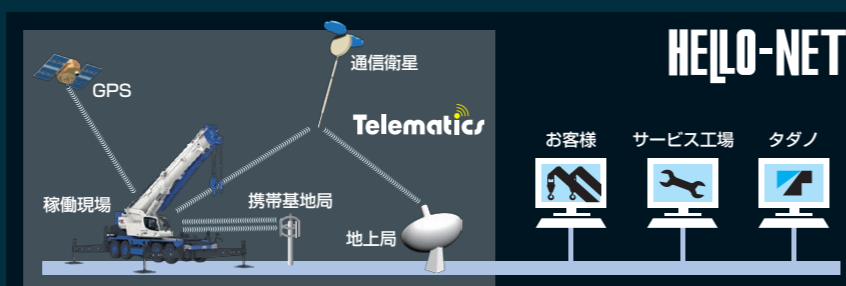 HELLO-NET
通信衛星
GPS
Telematics
お客様 サービス工場 タダノ
稼働現場
携帯基地局
地上局